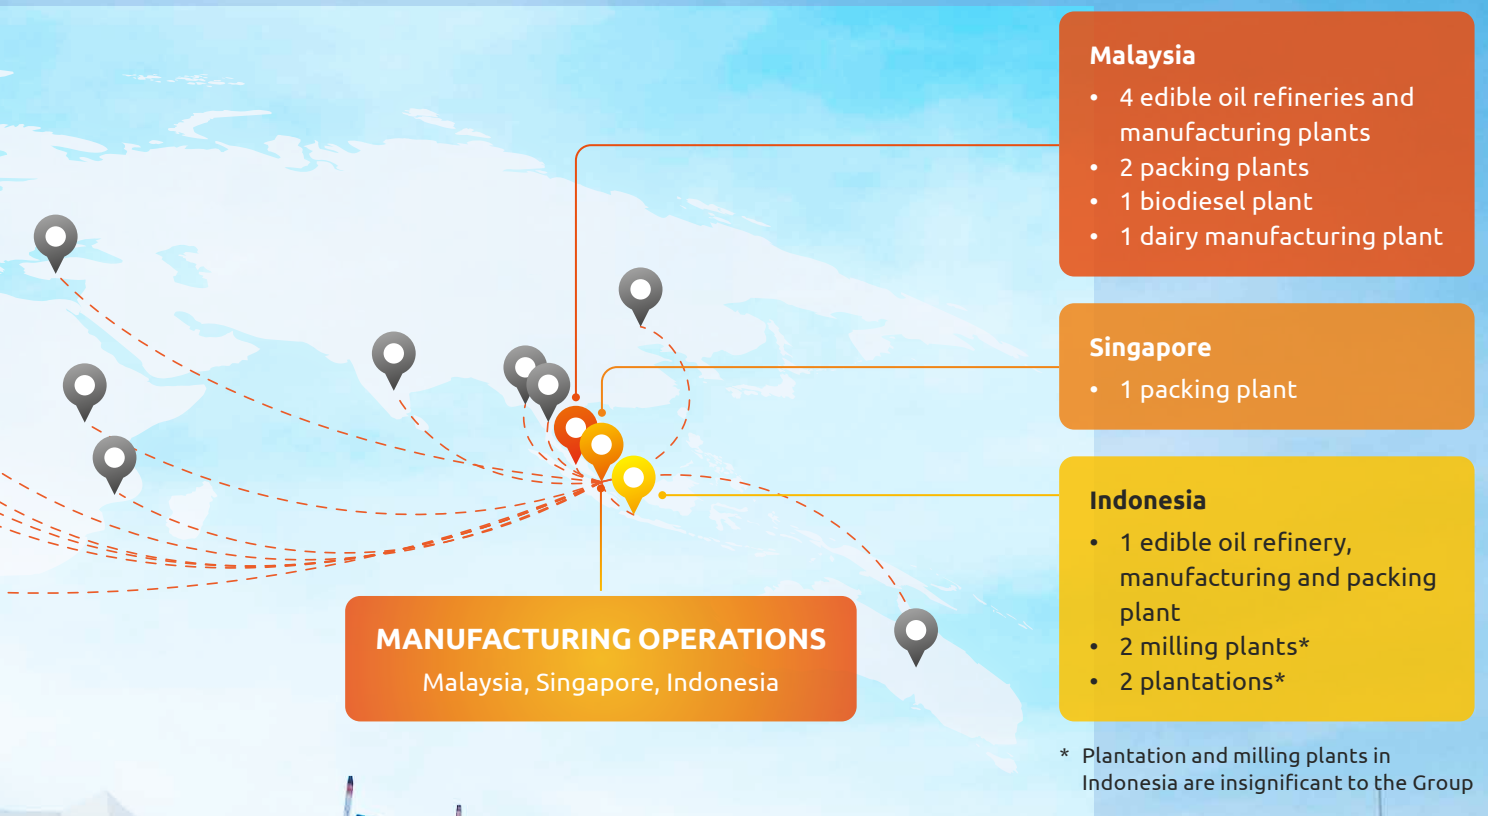 Malaysia
• 4 edible oil refineries and
manufacturing plants
• 2 packing plants
• 1 biodiesel plant
• 1 dairy manufacturing plant
Singapore
• 1 packing plant
Indonesia
• 1 edible oil refinery,
manufacturing and packing
plant
• 2 milling plants*
• 2 plantations*
* Plantation and milling plants in
Indonesia are insignificant to the Group
MANUFACTURING OPERATIONS
Malaysia, Singapore, Indonesia